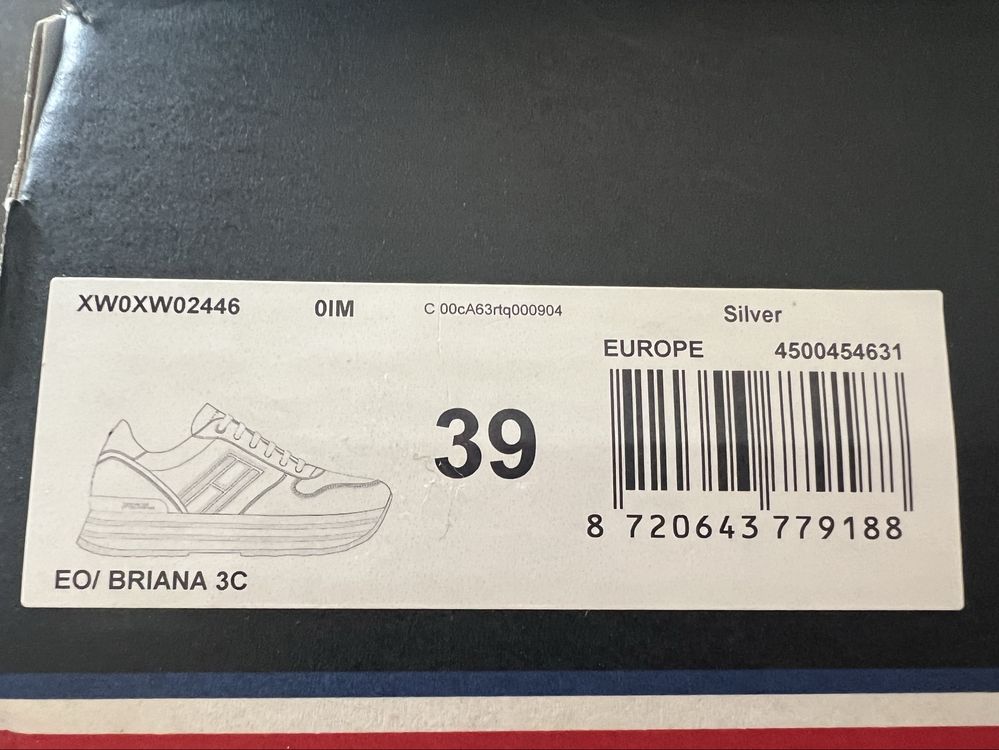 XW0XW02446 0IM C 00cA63rtq000904 Silver
EUROPE 4500454631
39
8 720643 779188
EO/ BRIANA 3C